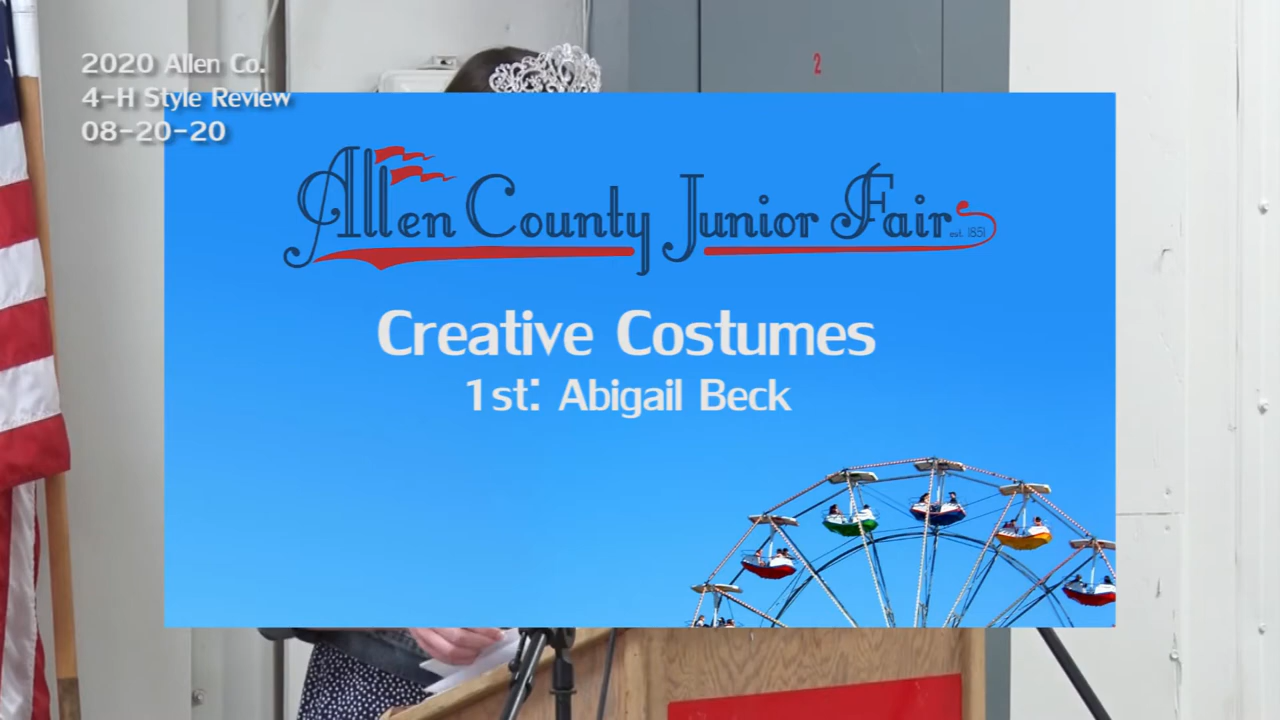 2020 Allen Co.
4-H Style Review
08-20-20
2
Allen County Junior Fair
est. 1851
Creative Costumes
1st: Abigail Beck